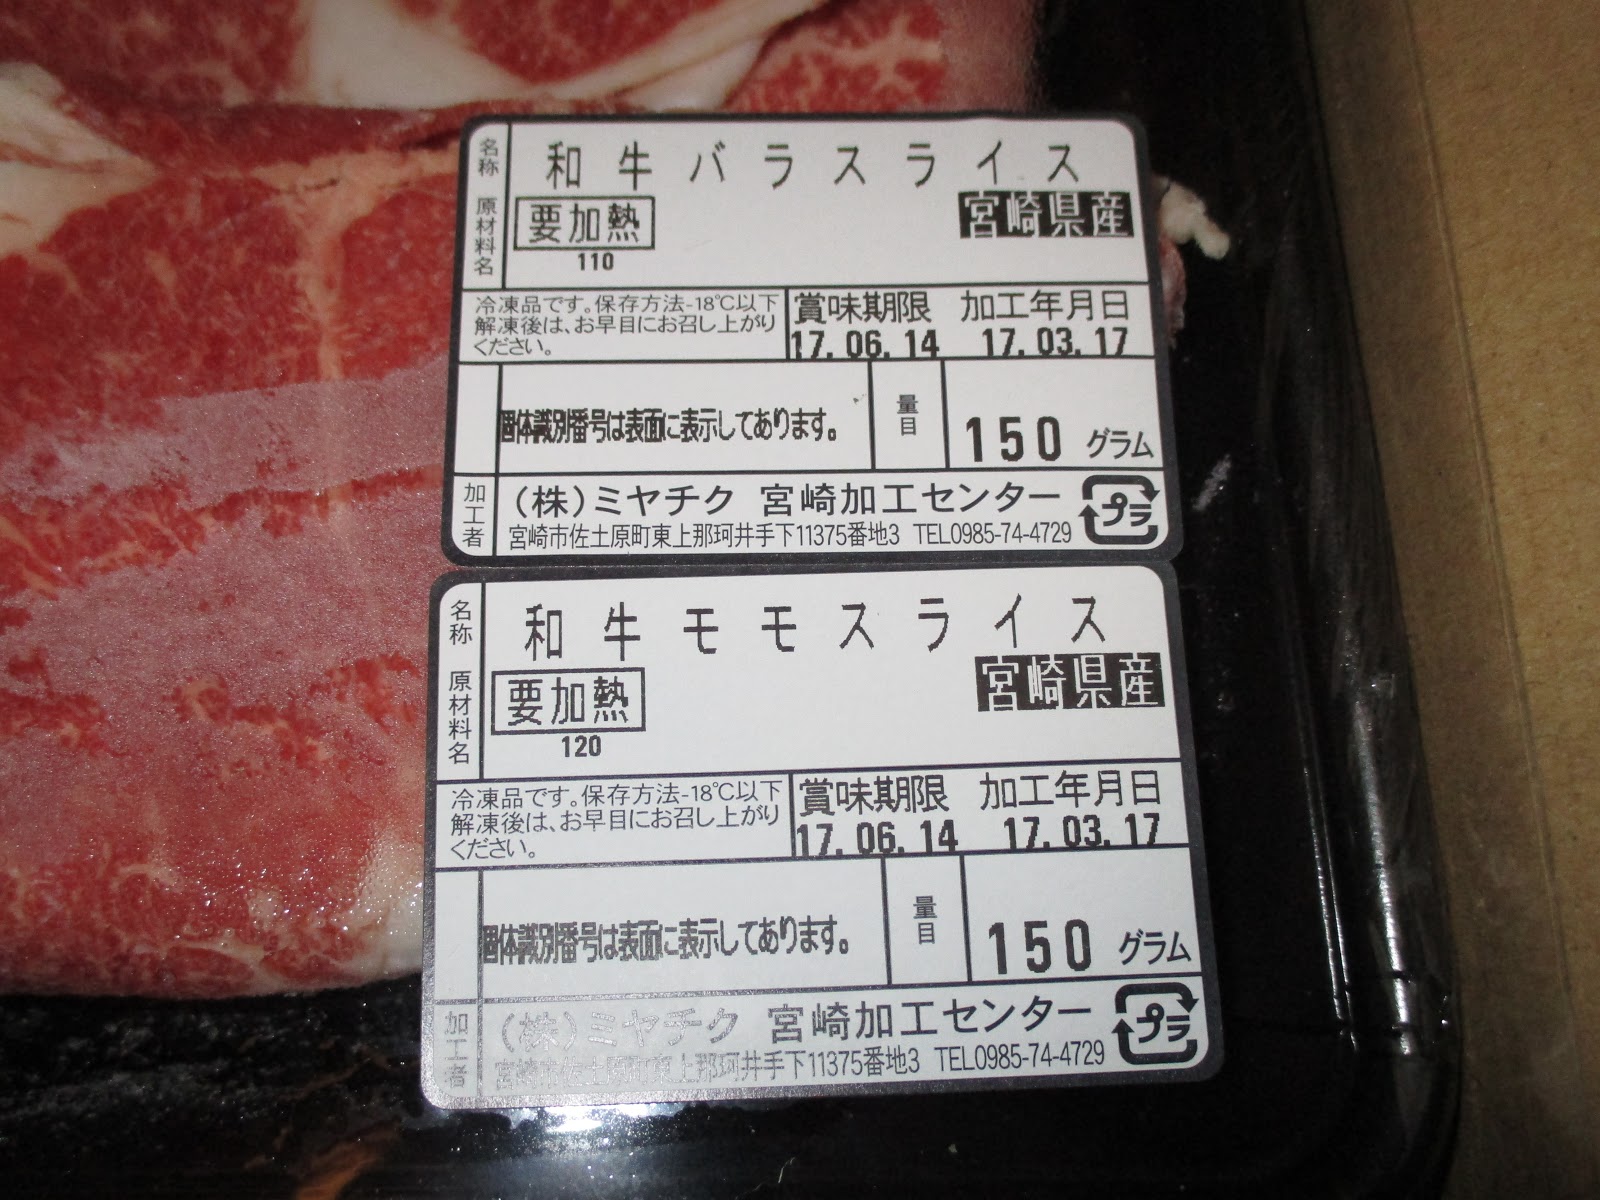 名称 和牛バラスライス
原材料名 要加熱 宮崎県産
110
冷凍品です。保存方法-18℃以下
解凍後は、お早目にお召し上がり
ください。
賞味期限 加工年月日
17.06.14 17.03.17
個体識別番号は表面に表示してあります。
量目 150 グラム
加工者 (株)ミヤチク 宮崎加工センター
宮崎市佐土原町東上那珂井手下11375番地3 TEL0985-74-4729
プラ
名称 和牛モモスライス
原材料名 要加熱 宮崎県産
120
冷凍品です。保存方法-18℃以下
解凍後は、お早目にお召し上がり
ください。
賞味期限 加工年月日
17.06.14 17.03.17
個体識別番号は表面に表示してあります。
量目 150 グラム
加工者 (株)ミヤチク 宮崎加工センター
宮崎市佐土原町東上那珂井手下11375番地3 TEL0985-74-4729
プラ